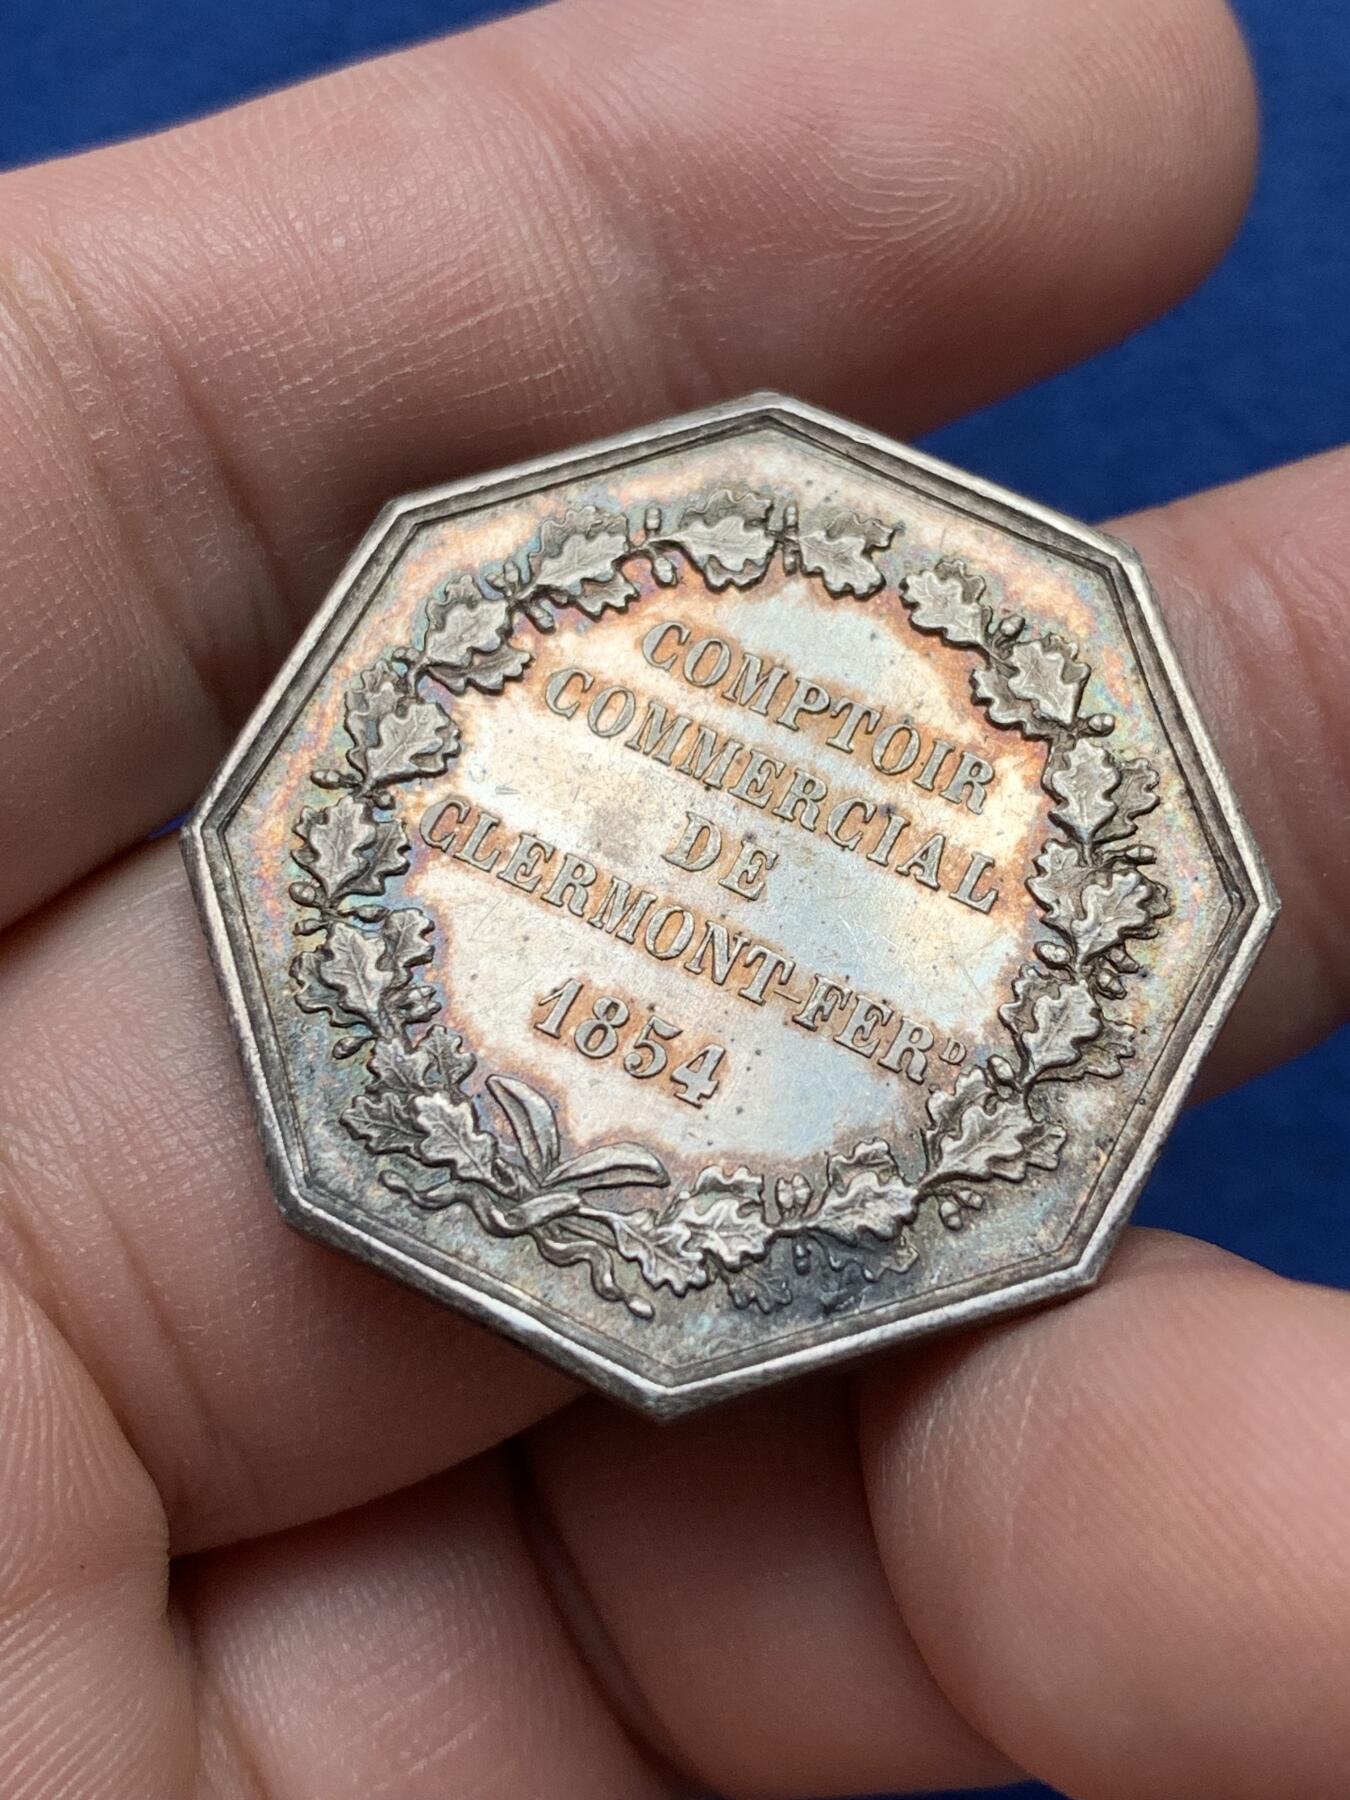 COMPTOIR
COMMERCIAL
DE
CLERMONT-FERᴰ
1854